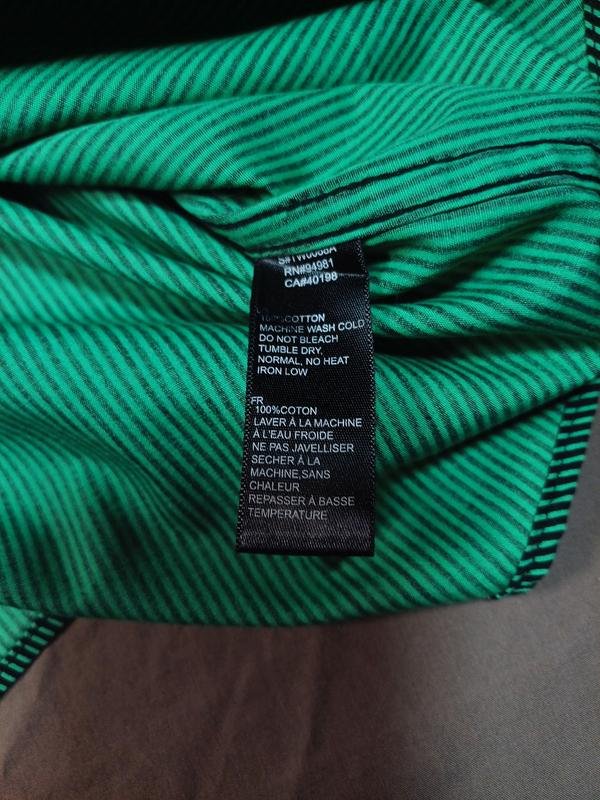 RN#94981
CA#40198
100%COTTON
MACHINE WASH COLD
DO NOT BLEACH
TUMBLE DRY,
NORMAL, NO HEAT
IRON LOW
FR
100%COTON
LAVER À LA MACHINE
À L'EAU FROIDE
NE PAS JAVELLISER
SECHER À LA
MACHINE,SANS
CHALEUR
REPASSER À BASSE
TEMPERATURE